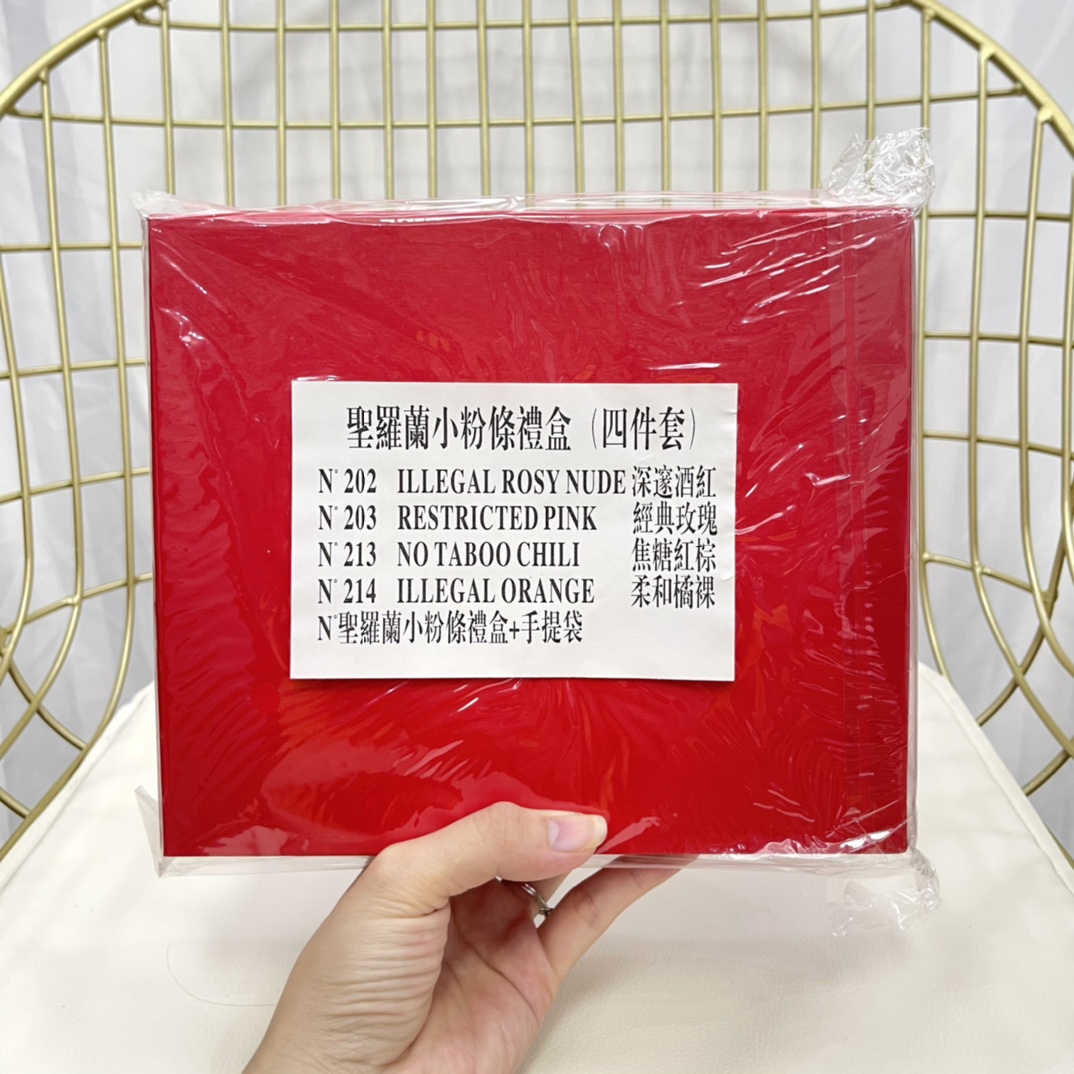 聖羅蘭小粉條禮盒（四件套）
N° 202 ILLEGAL ROSY NUDE 深邃酒紅
N° 203 RESTRICTED PINK 經典玫瑰
N° 213 NO TABOO CHILI 焦糖紅棕
N° 214 ILLEGAL ORANGE 柔和橘裸
N°聖羅蘭小粉條禮盒+手提袋